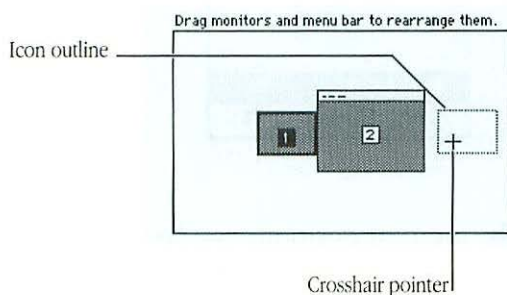 Drag monitors and menu bar to rearrange them.
Icon outline
1
2
Crosshair pointer